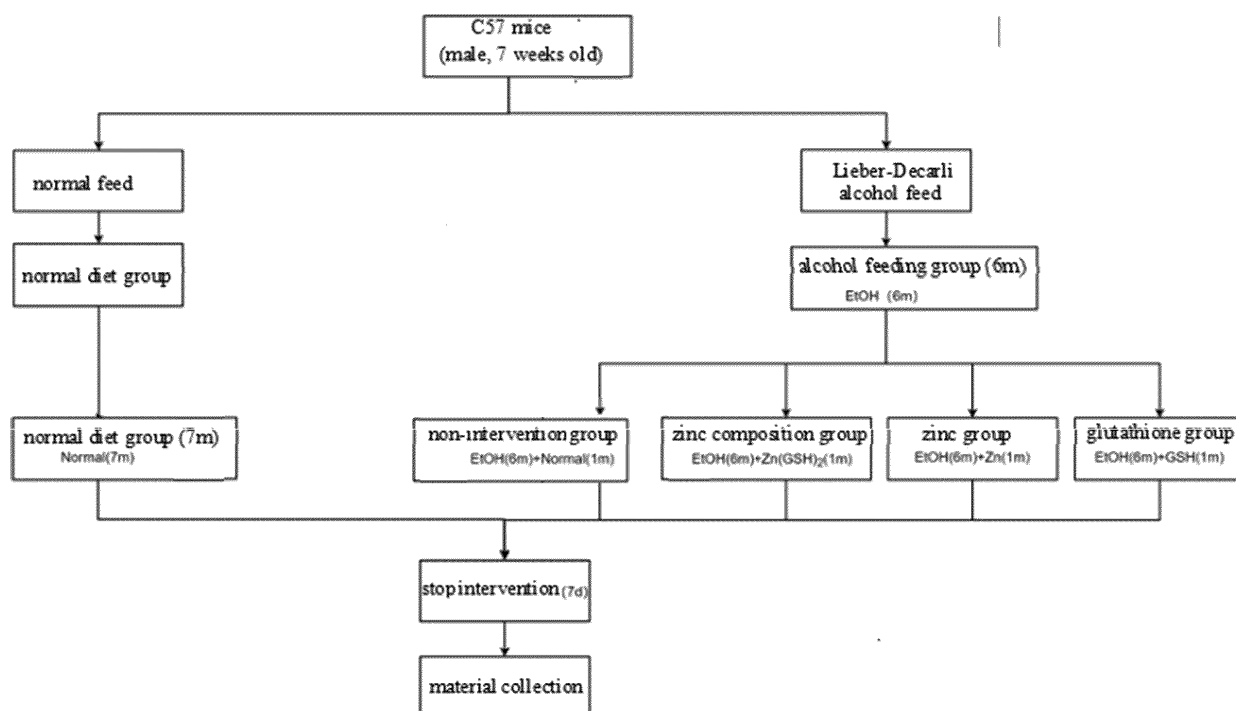 C57 mice
(male, 7 weeks old)
normal feed
Lieber-Decarli
alcohol feed
normal diet group
alcohol feeding group (6m)
EtOH (6m)
normal diet group (7m)
Normal(7m)
non-intervention group
EtOH(6m)+Normal(1m)
zinc composition group
EtOH(6m)+Zn(GSH)₂(1m)
zinc group
EtOH(6m)+Zn(1m)
glutathione group
EtOH(6m)+GSH(1m)
stop intervention (7d)
material collection